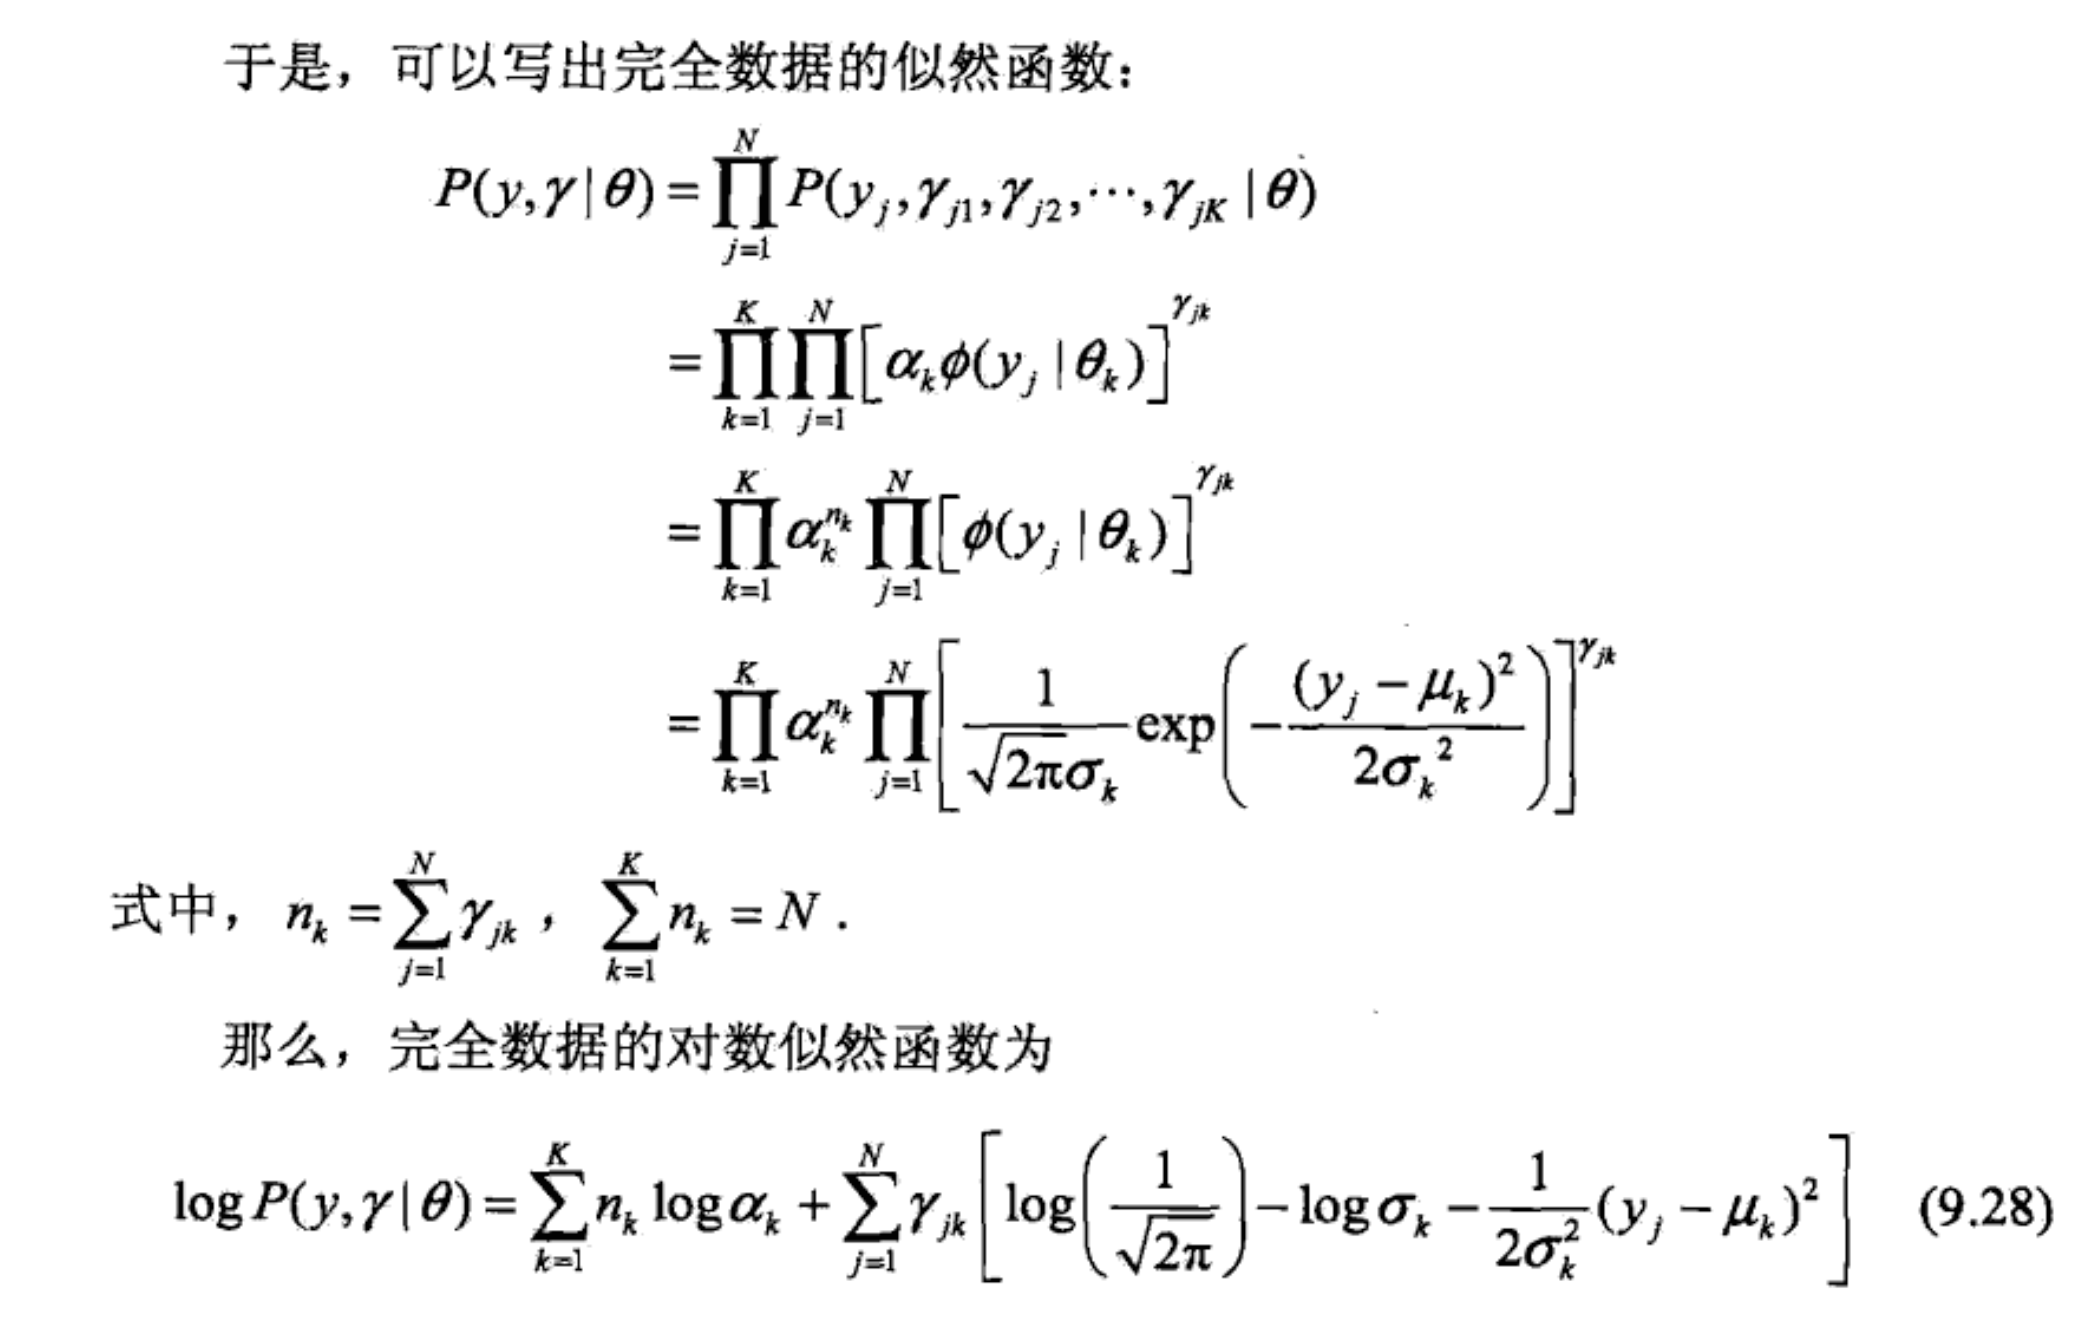 于是，可以写出完全数据的似然函数：
$P(y,\gamma|\theta)=\prod_{j=1}^{N}P(y_j,\gamma_{j1},\gamma_{j2},\cdots,\gamma_{jK}|\theta)$
$=\prod_{k=1}^{K}\prod_{j=1}^{N}\left[\alpha_k\phi(y_j|\theta_k)\right]^{\gamma_{jk}}$
$=\prod_{k=1}^{K}\alpha_k^{n_k}\prod_{j=1}^{N}\left[\phi(y_j|\theta_k)\right]^{\gamma_{jk}}$
$=\prod_{k=1}^{K}\alpha_k^{n_k}\prod_{j=1}^{N}\left[\frac{1}{\sqrt{2\pi}\sigma_k}\exp\left(-\frac{(y_j-\mu_k)^2}{2\sigma_k^2}\right)\right]^{\gamma_{jk}}$
式中，$n_k=\sum_{j=1}^{N}\gamma_{jk}$，$\sum_{k=1}^{K}n_k=N$．
那么，完全数据的对数似然函数为
$\log P(y,\gamma|\theta)=\sum_{k=1}^{K}n_k\log\alpha_k+\sum_{j=1}^{N}\gamma_{jk}\left[\log\left(\frac{1}{\sqrt{2\pi}}\right)-\log\sigma_k-\frac{1}{2\sigma_k^2}(y_j-\mu_k)^2\right]$ (9.28)